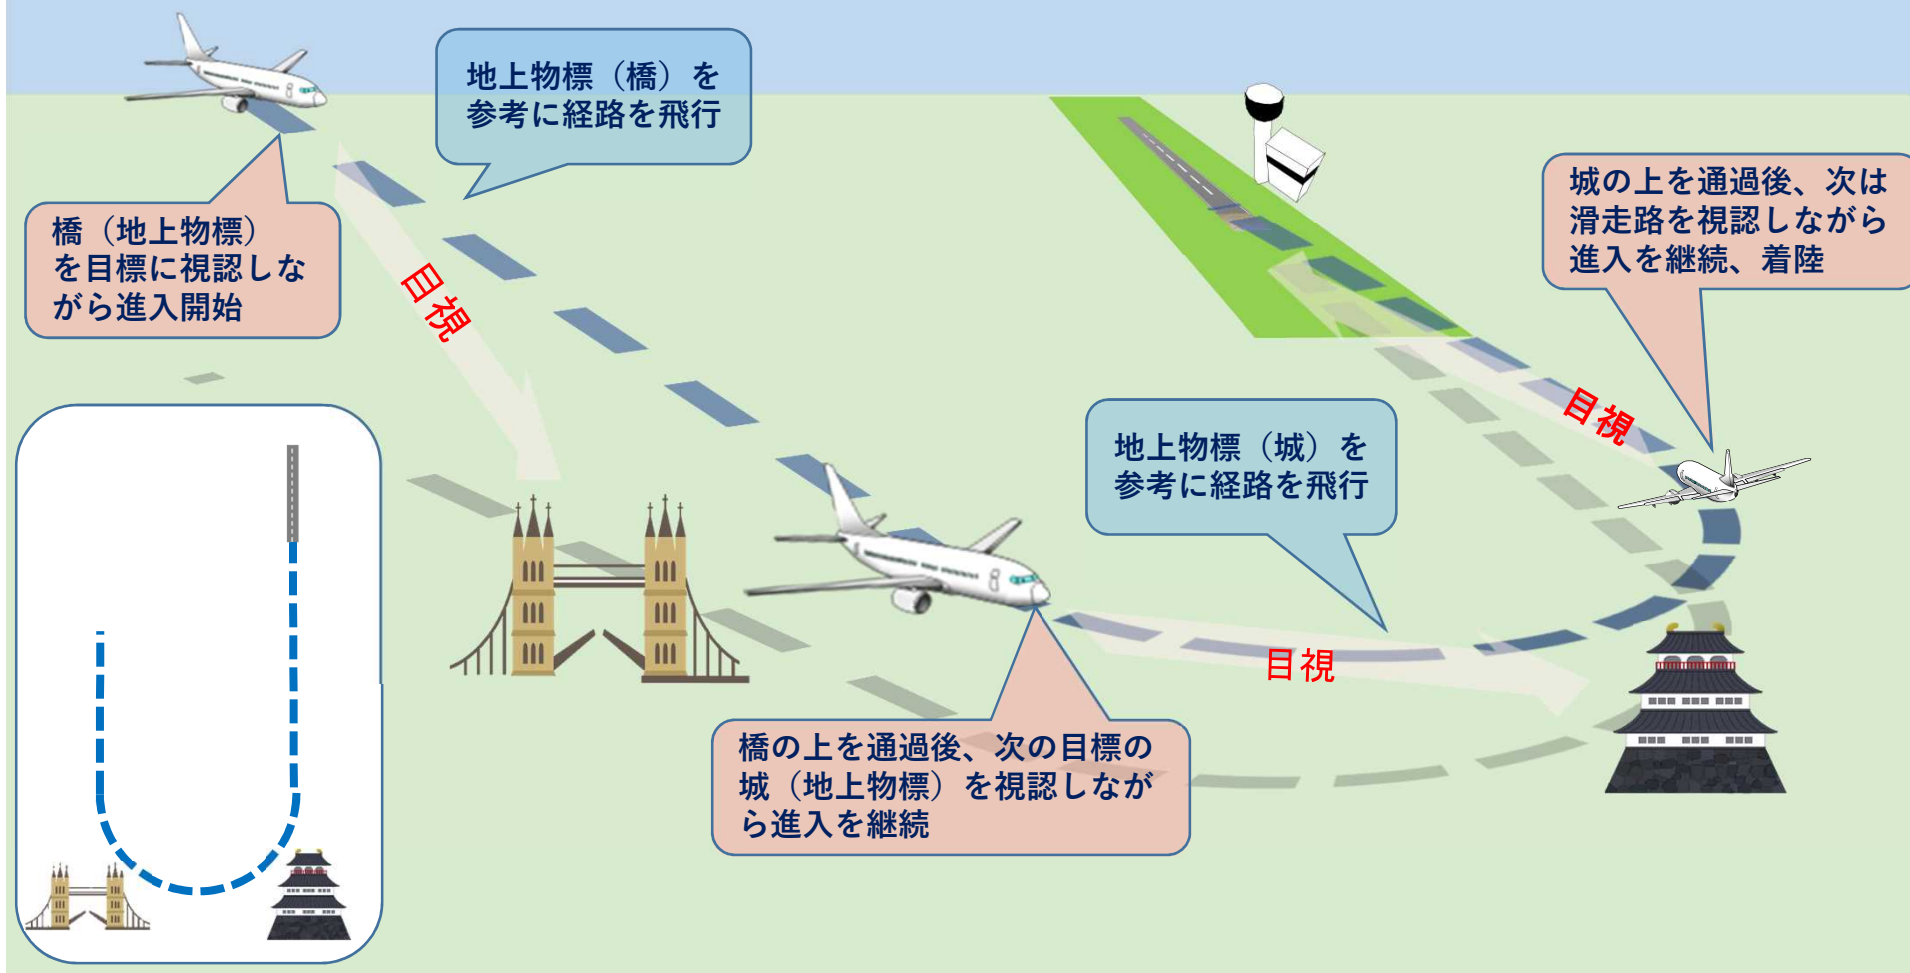 地上物標（橋）を
参考に経路を飛行
橋（地上物標）
を目標に視認しな
がら進入開始
目視
城の上を通過後、次は
滑走路を視認しながら
進入を継続、着陸
目視
地上物標（城）を
参考に経路を飛行
目視
橋の上を通過後、次の目標の
城（地上物標）を視認しなが
ら進入を継続